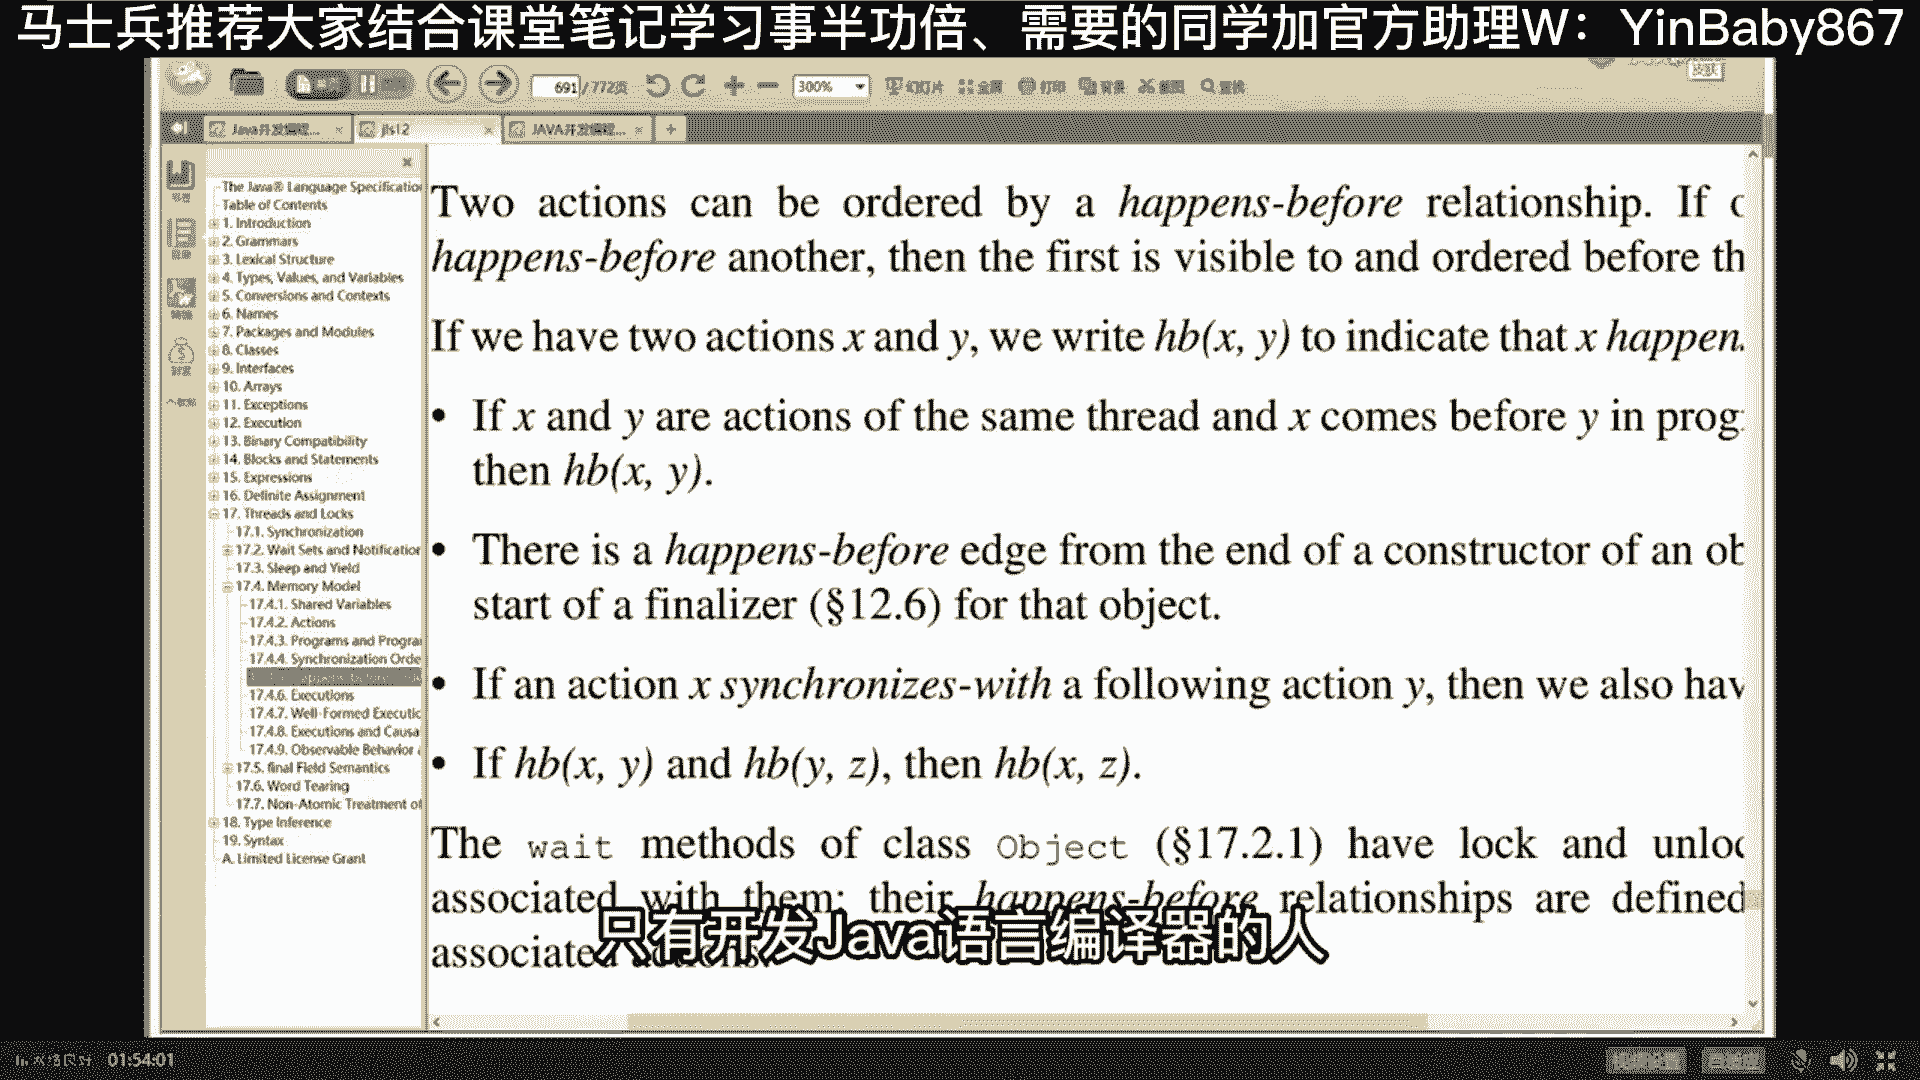 马士兵推荐大家结合课堂笔记学习事半功倍、需要的同学加官方助理W：YinBaby867
691 /772页
300%
幻灯片 全屏 打印 背景 截图 查找
Java开发编程...
jls12
JAVA开发编程...
The Java® Language Specification
Table of Contents
1. Introduction
2. Grammars
3. Lexical Structure
4. Types, Values, and Variables
5. Conversions and Contexts
6. Names
7. Packages and Modules
8. Classes
9. Interfaces
10. Arrays
11. Exceptions
12. Execution
13. Binary Compatibility
14. Blocks and Statements
15. Expressions
16. Definite Assignment
17. Threads and Locks
17.1. Synchronization
17.2. Wait Sets and Notification
17.3. Sleep and Yield
17.4. Memory Model
17.4.1. Shared Variables
17.4.2. Actions
17.4.3. Programs and Progra
17.4.4. Synchronization Orde
17.4.6. Executions
17.4.7. Well-Formed Executic
17.4.8. Executions and Causa
17.4.9. Observable Behavior
17.5. final Field Semantics
17.6. Word Tearing
17.7. Non-Atomic Treatment of
18. Type Inference
19. Syntax
A. Limited License Grant
Two actions can be ordered by a happens-before relationship. If
happens-before another, then the first is visible to and ordered before th
If we have two actions x and y, we write hb(x, y) to indicate that x happen
• If x and y are actions of the same thread and x comes before y in prog
then hb(x, y).
• There is a happens-before edge from the end of a constructor of an ob
start of a finalizer (§12.6) for that object.
• If an action x synchronizes-with a following action y, then we also hav
• If hb(x, y) and hb(y, z), then hb(x, z).
The wait methods of class Object (§17.2.1) have lock and unloc
associated with them; their happens-before relationships are defined
associated actions.
只有开发Java语言编译器的人
01:54:01